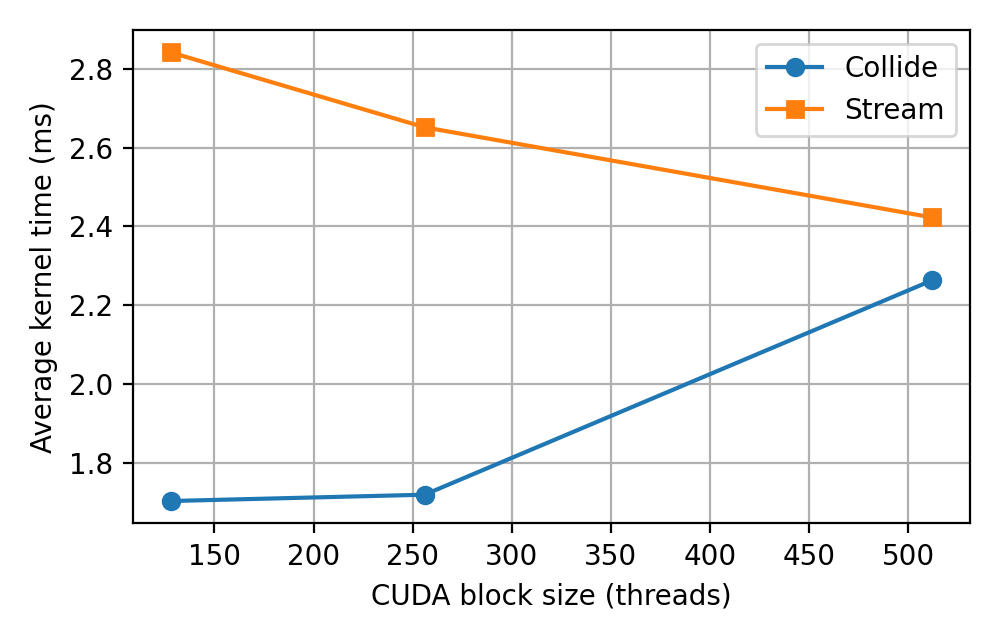 2.8
2.6
2.4
2.2
2.0
1.8
Average kernel time (ms)
Collide
Stream
150 200 250 300 350 400 450 500
CUDA block size (threads)